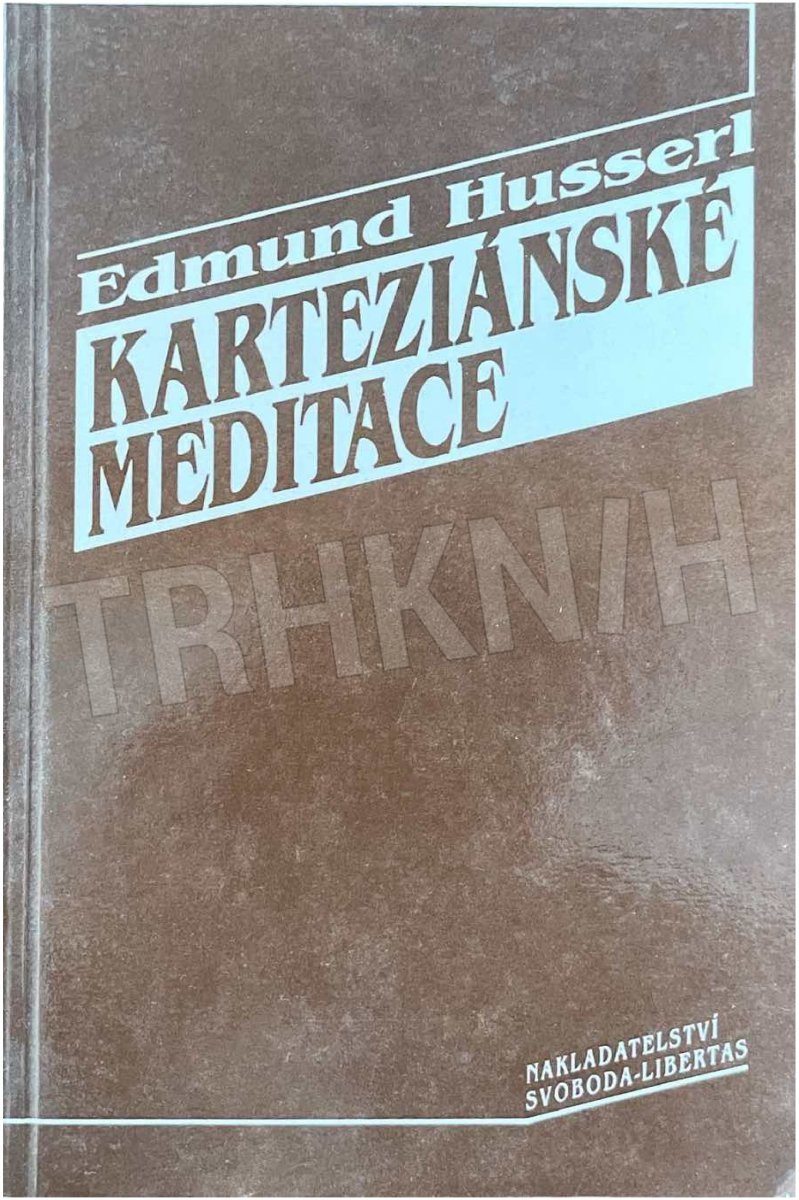 Edmund Husserl
KARTEZIÁNSKÉ
MEDITACE
TRHKNIH
NAKLADATELSTVÍ
SVOBODA-LIBERTAS